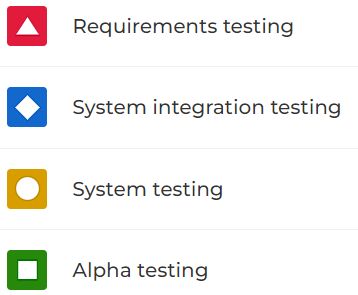 Requirements testing
System integration testing
System testing
Alpha testing